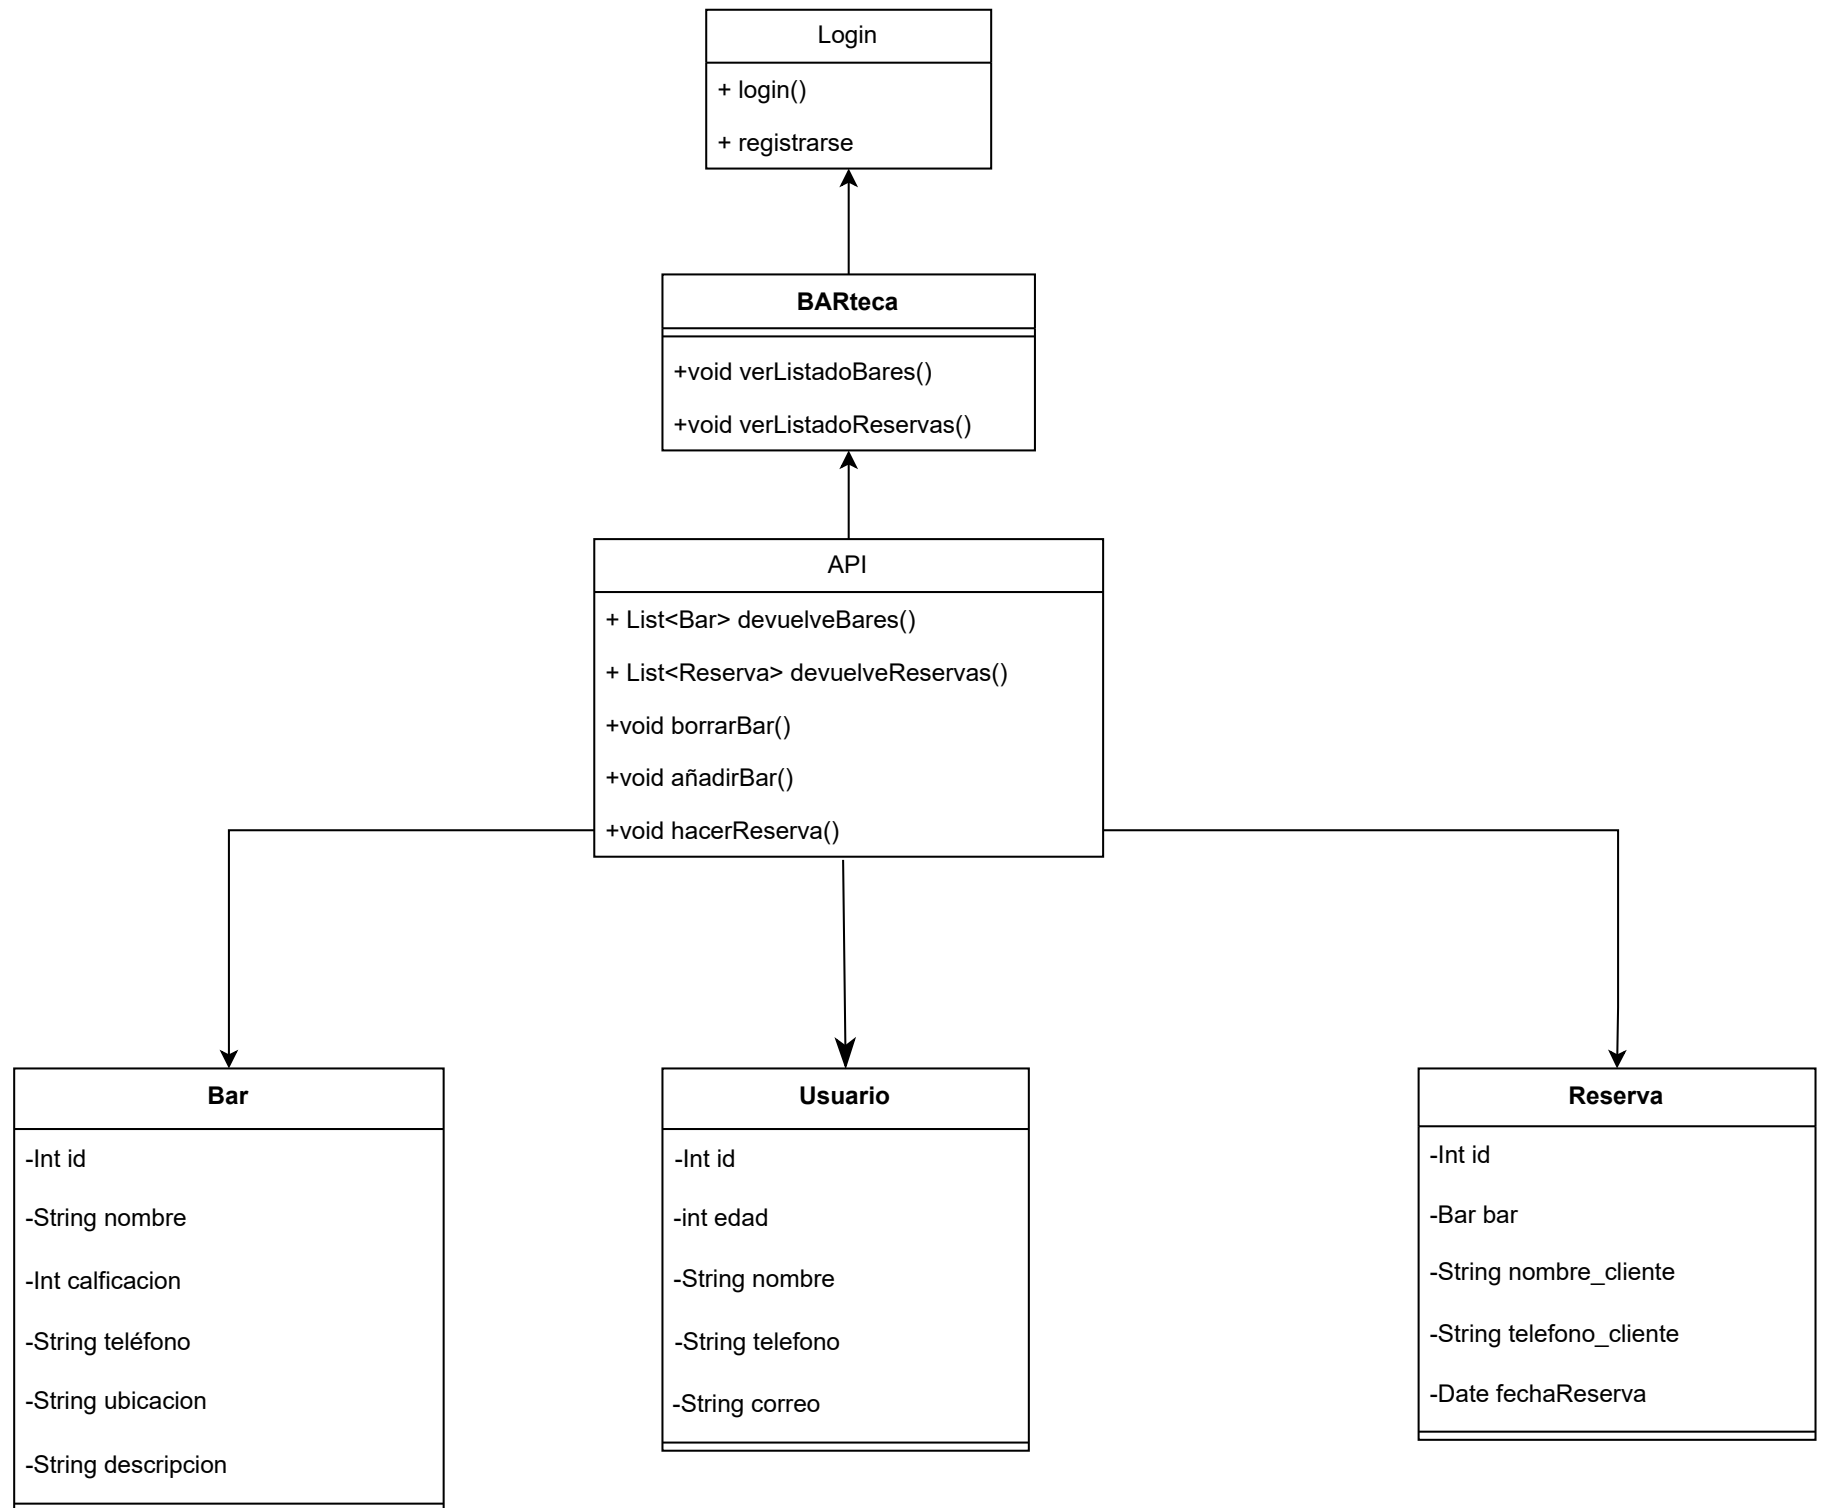 Login
+ login()
+ registrarse
BARteca
+void verListadoBares()
+void verListadoReservas()
API
+ List<Bar> devuelveBares()
+ List<Reserva> devuelveReservas()
+void borrarBar()
+void añadirBar()
+void hacerReserva()
Bar
-Int id
-String nombre
-Int calficacion
-String teléfono
-String ubicacion
-String descripcion
Usuario
-Int id
-int edad
-String nombre
-String telefono
-String correo
Reserva
-Int id
-Bar bar
-String nombre_cliente
-String telefono_cliente
-Date fechaReserva